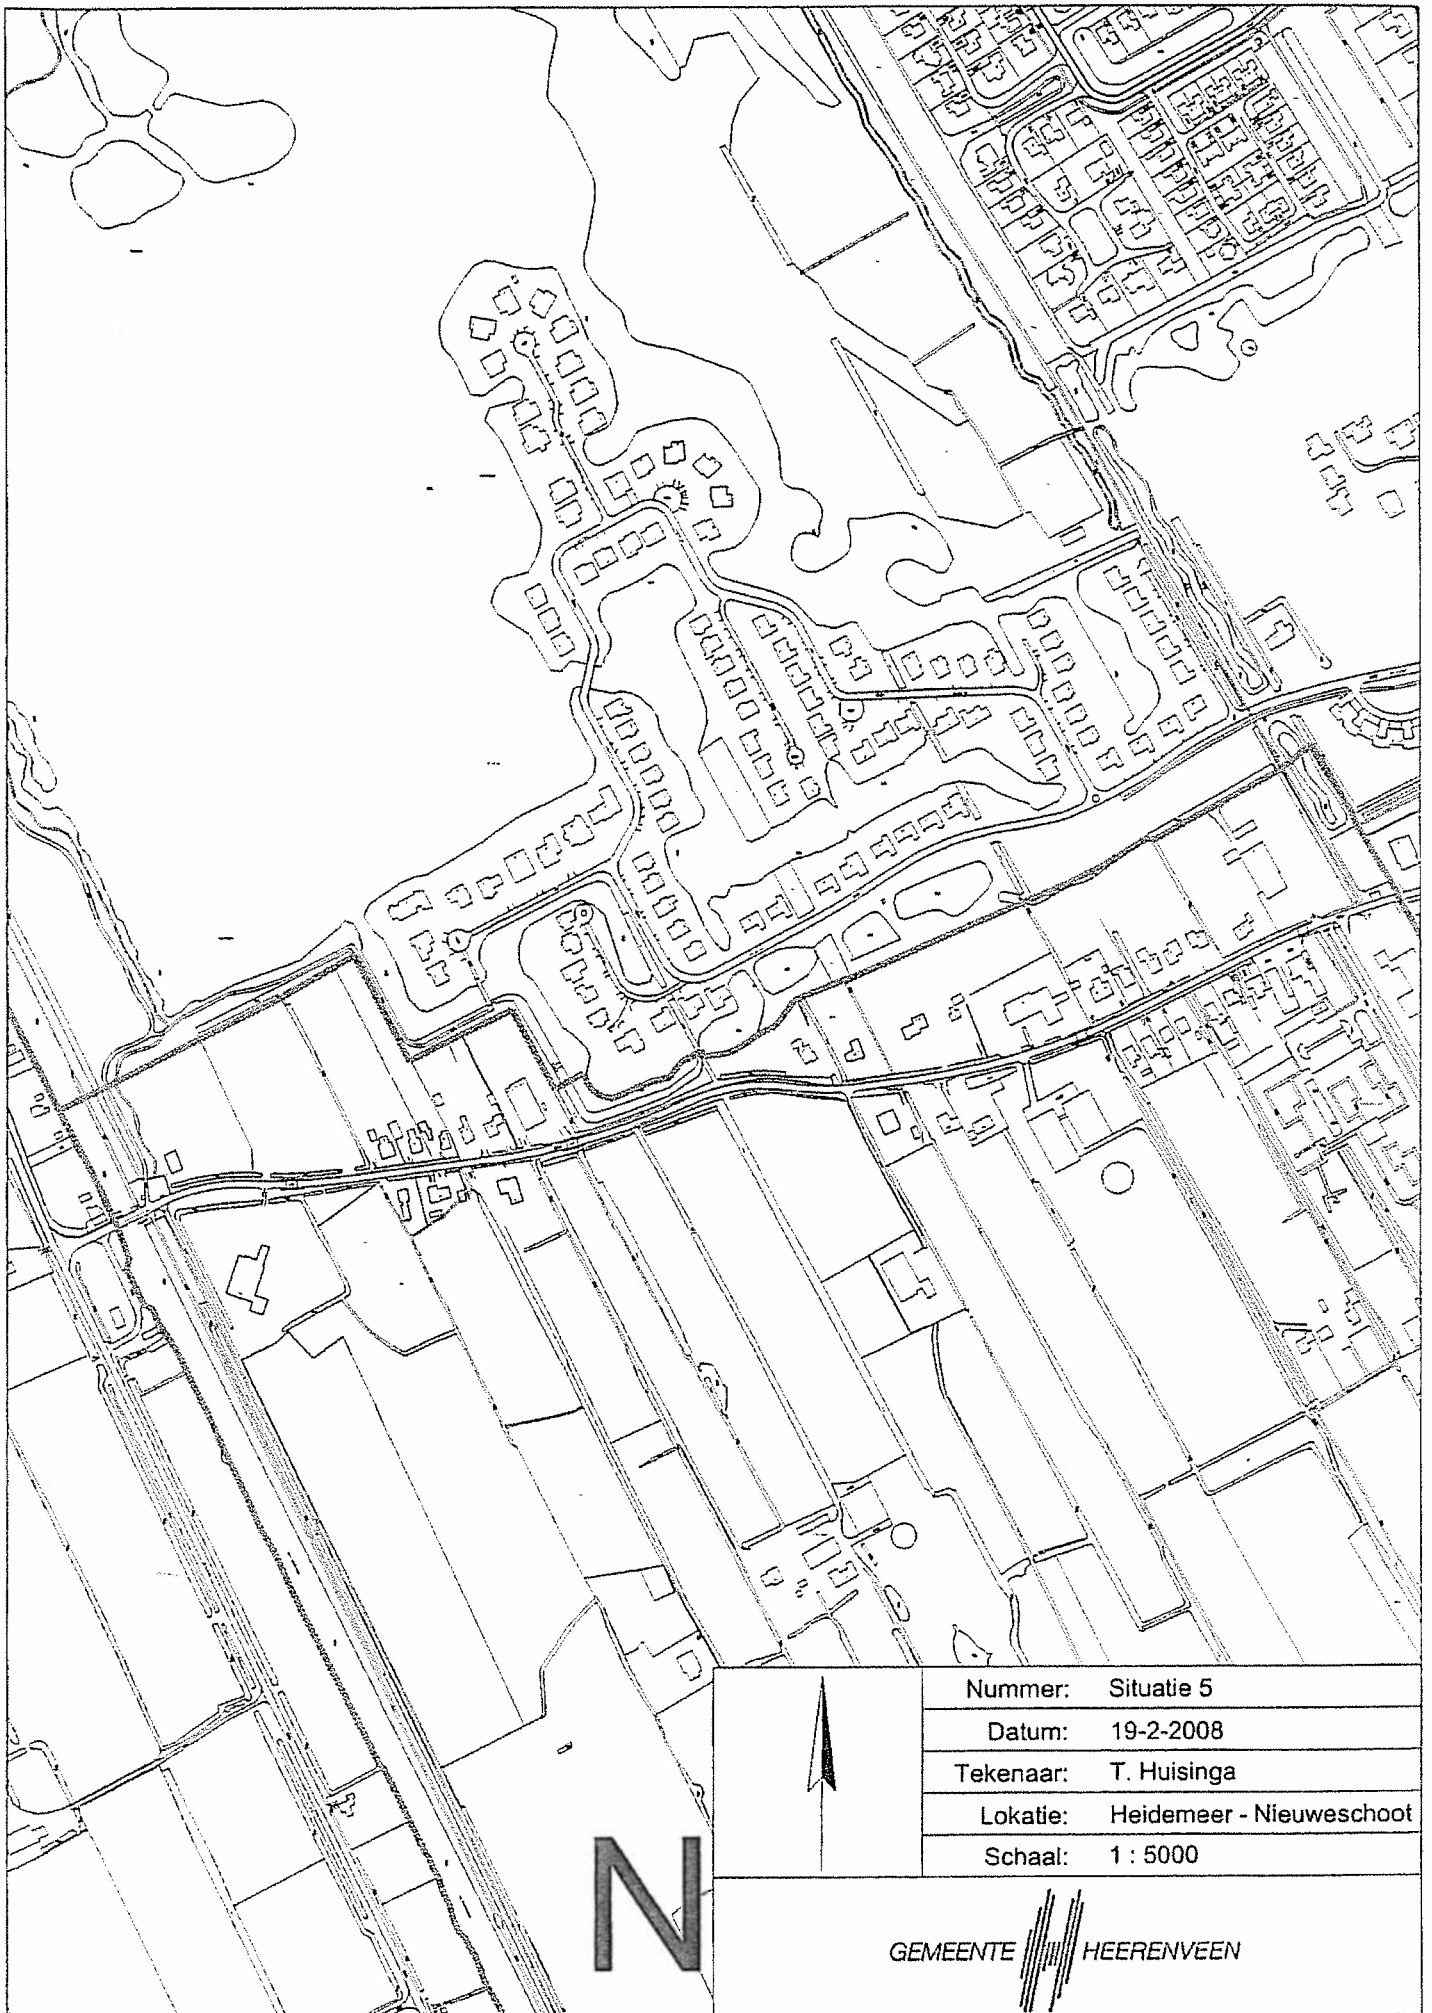 Nummer: Situatie 5
Datum: 19-2-2008
Tekenaar: T. Huisinga
Lokatie: Heidemeer - Nieuweschoot
Schaal: 1 : 5000
N
GEMEENTE HEERENVEEN